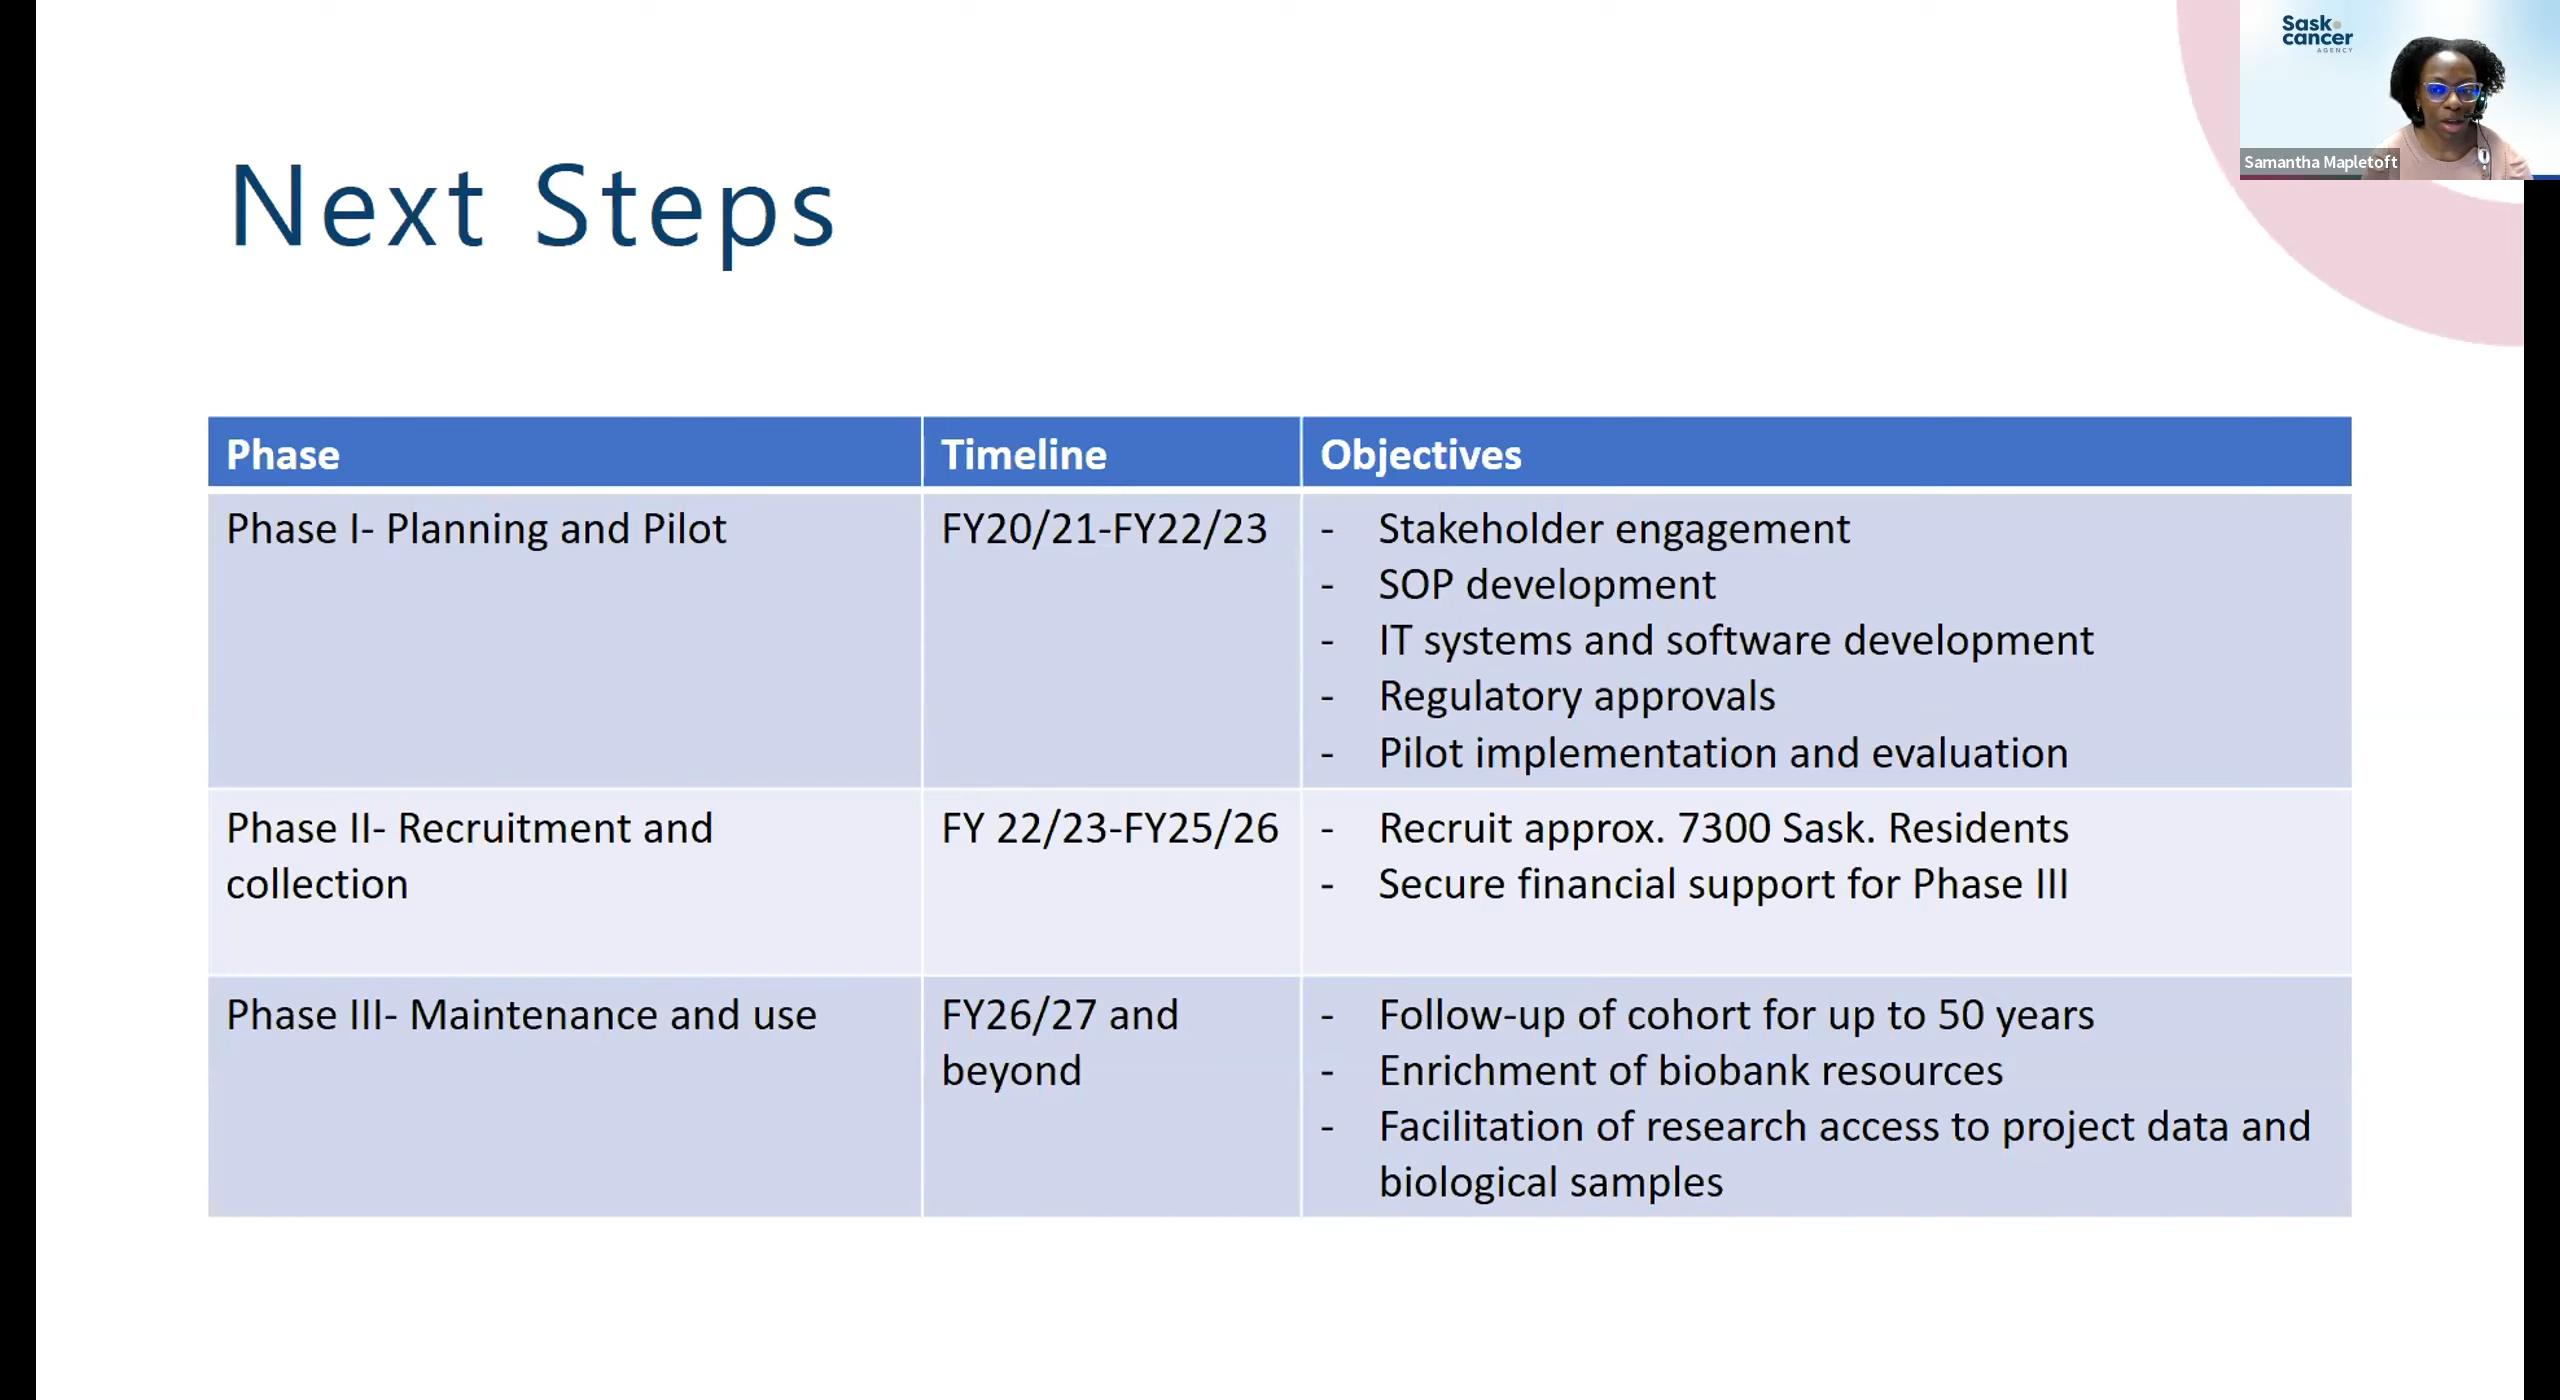 Sask
cancer
AGENCY
Samantha Mapletoft
Next Steps
Phase
Timeline
Objectives
Phase I- Planning and Pilot
FY20/21-FY22/23
- Stakeholder engagement
- SOP development
- IT systems and software development
- Regulatory approvals
- Pilot implementation and evaluation
Phase II- Recruitment and
collection
FY 22/23-FY25/26
- Recruit approx. 7300 Sask. Residents
- Secure financial support for Phase III
Phase III- Maintenance and use
FY26/27 and
beyond
- Follow-up of cohort for up to 50 years
- Enrichment of biobank resources
- Facilitation of research access to project data and
biological samples